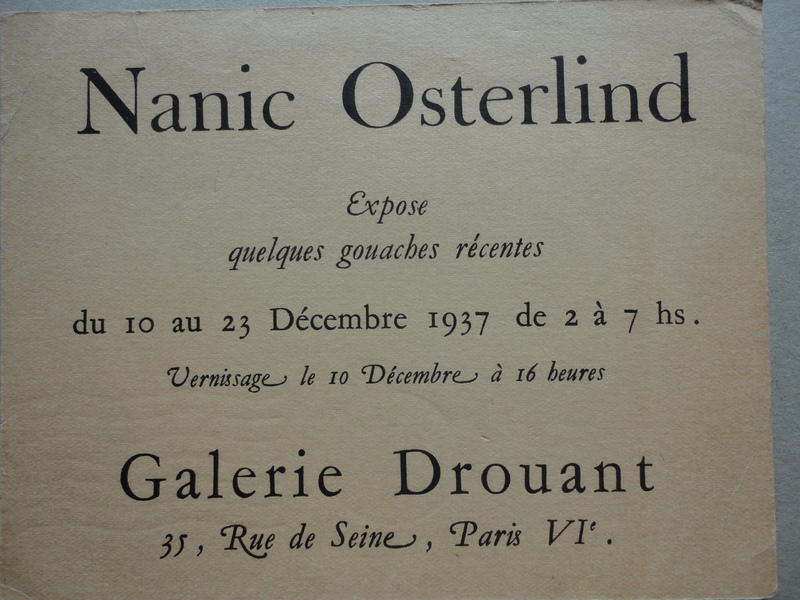 Nanic Osterlind
Expose
quelques gouaches récentes
du 10 au 23 Décembre 1937 de 2 à 7 hs.
Vernissage le 10 Décembre à 16 heures
Galerie Drouant
35, Rue de Seine, Paris VIe.